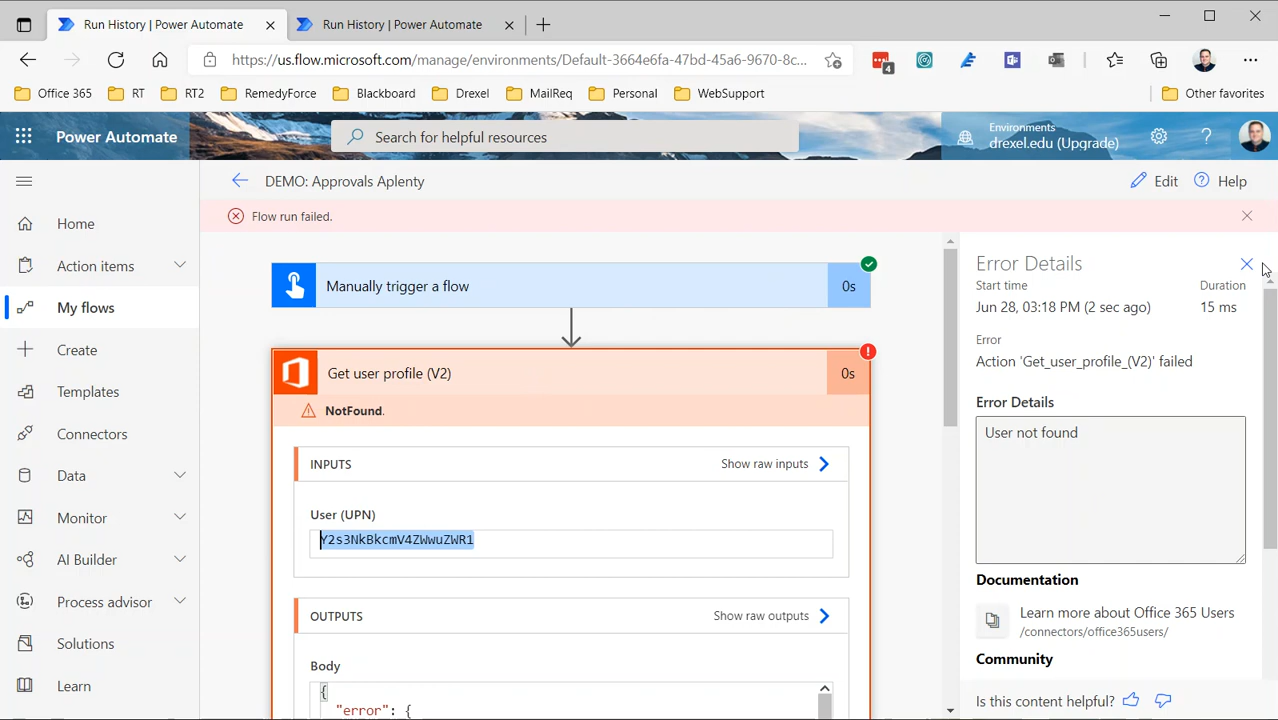 Run History | Power Automate
Run History | Power Automate
https://us.flow.microsoft.com/manage/environments/Default-3664e6fa-47bd-45a6-9670-8c...
4
Office 365
RT
RT2
RemedyForce
Blackboard
Drexel
MailReq
Personal
WebSupport
Other favorites
Power Automate
Search for helpful resources
Environments
drexel.edu (Upgrade)
?
DEMO: Approvals Aplenty
Edit
Help
Flow run failed.
Home
Action items
My flows
Create
Templates
Connectors
Data
Monitor
AI Builder
Process advisor
Solutions
Learn
Manually trigger a flow
0s
Get user profile (V2)
0s
NotFound.
INPUTS
Show raw inputs
User (UPN)
Y2s3NkBkcmV4ZWwuZWR1
OUTPUTS
Show raw outputs
Body
{
"error": {
Error Details
Start time
Duration
Jun 28, 03:18 PM (2 sec ago)
15 ms
Error
Action 'Get_user_profile_(V2)' failed
Error Details
User not found
Documentation
Learn more about Office 365 Users
/connectors/office365users/
Community
Is this content helpful?